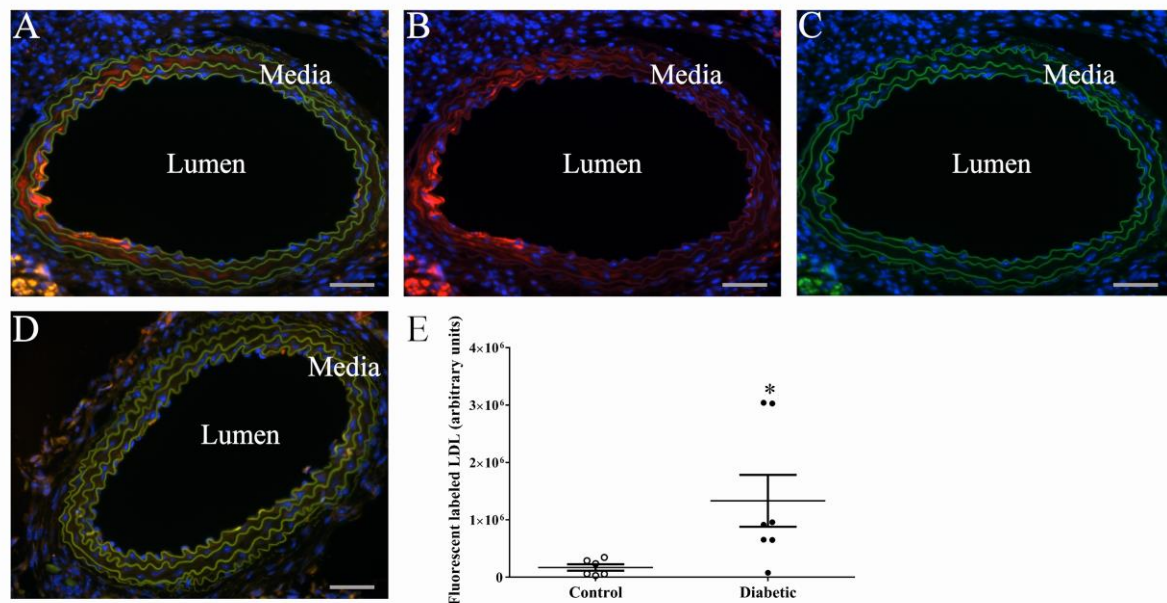 A
Media
Lumen
B
Media
Lumen
C
Media
Lumen
D
Media
Lumen
E
Fluorescent labeled LDL (arbitrary units)
4×10⁶
3×10⁶
2×10⁶
1×10⁶
0
*
Control
Diabetic